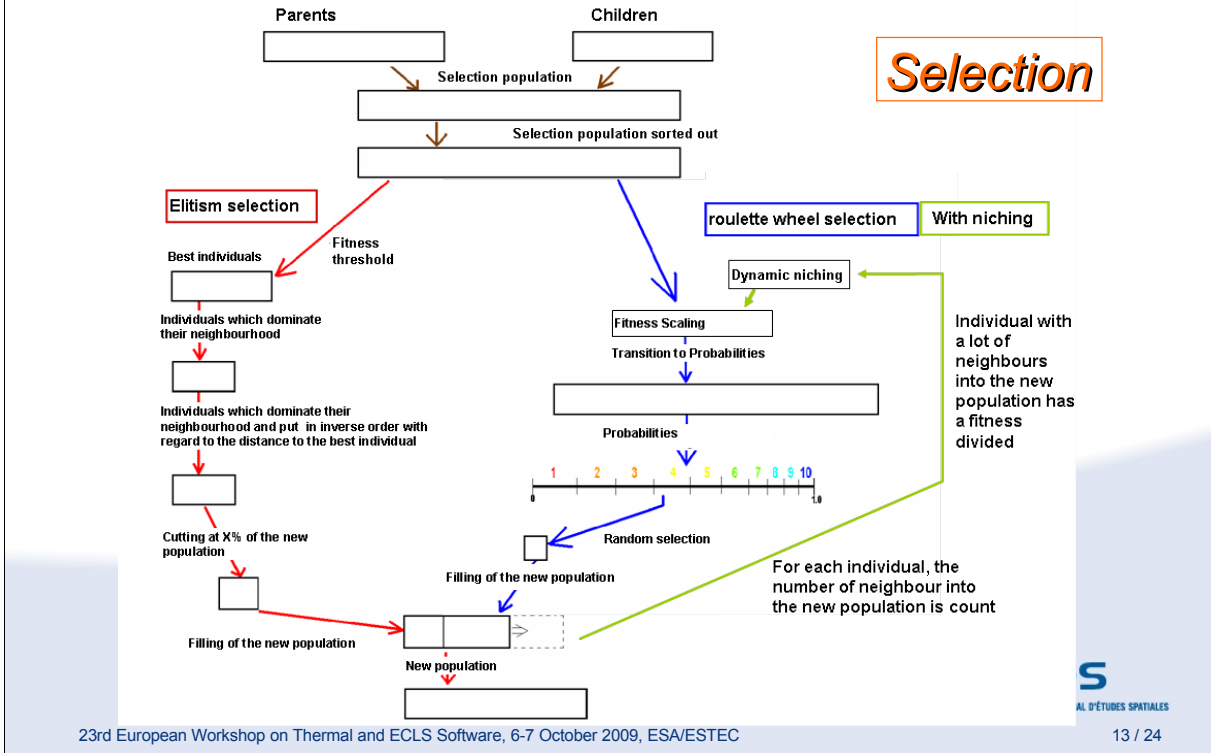 Parents
Children
Selection
Selection population
Selection population sorted out
Elitism selection
roulette wheel selection
With niching
Fitness
threshold
Best individuals
Dynamic niching
Individuals which dominate
their neighbourhood
Fitness Scaling
Transition to Probabilities
Individual with
a lot of
neighbours
into the new
population has
a fitness
divided
Individuals which dominate their
neighbourhood and put in inverse order with
regard to the distance to the best individual
Probabilities
1 2 3 4 5 6 7 8 9 10
0 1.0
Cutting at X% of the new
population
Random selection
Filling of the new population
For each individual, the
number of neighbour into
the new population is count
Filling of the new population
New population
S
AL D'ÉTUDES SPATIALES
23rd European Workshop on Thermal and ECLS Software, 6-7 October 2009, ESA/ESTEC
13 / 24